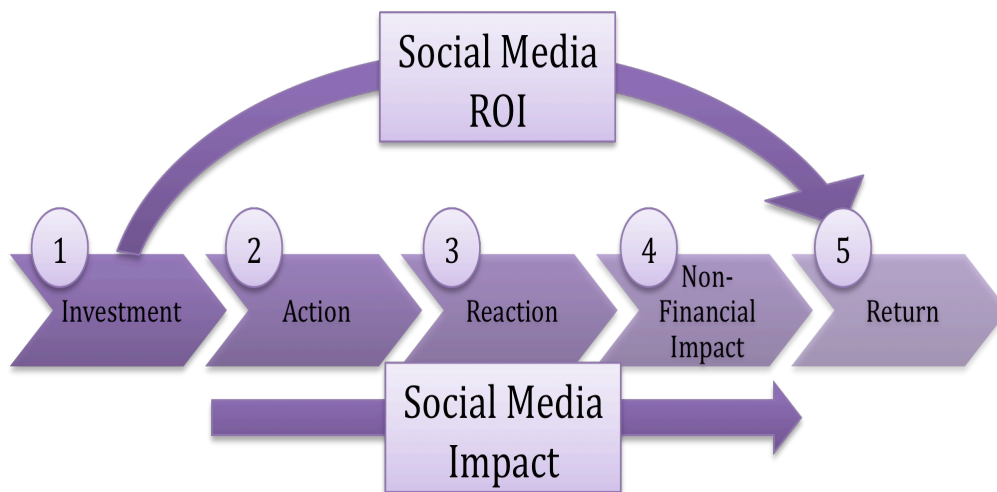 Social Media
ROI
1
Investment
2
Action
3
Reaction
4
Non-
Financial
Impact
5
Return
Social Media
Impact